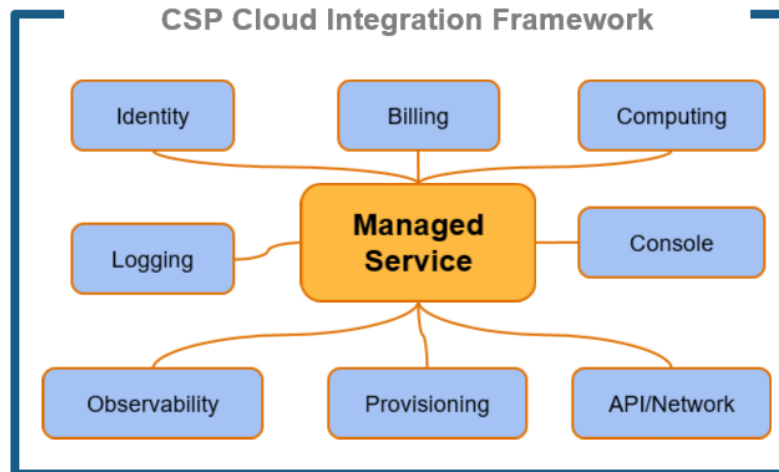 CSP Cloud Integration Framework
Identity
Billing
Computing
Managed
Service
Logging
Console
Observability
Provisioning
API/Network